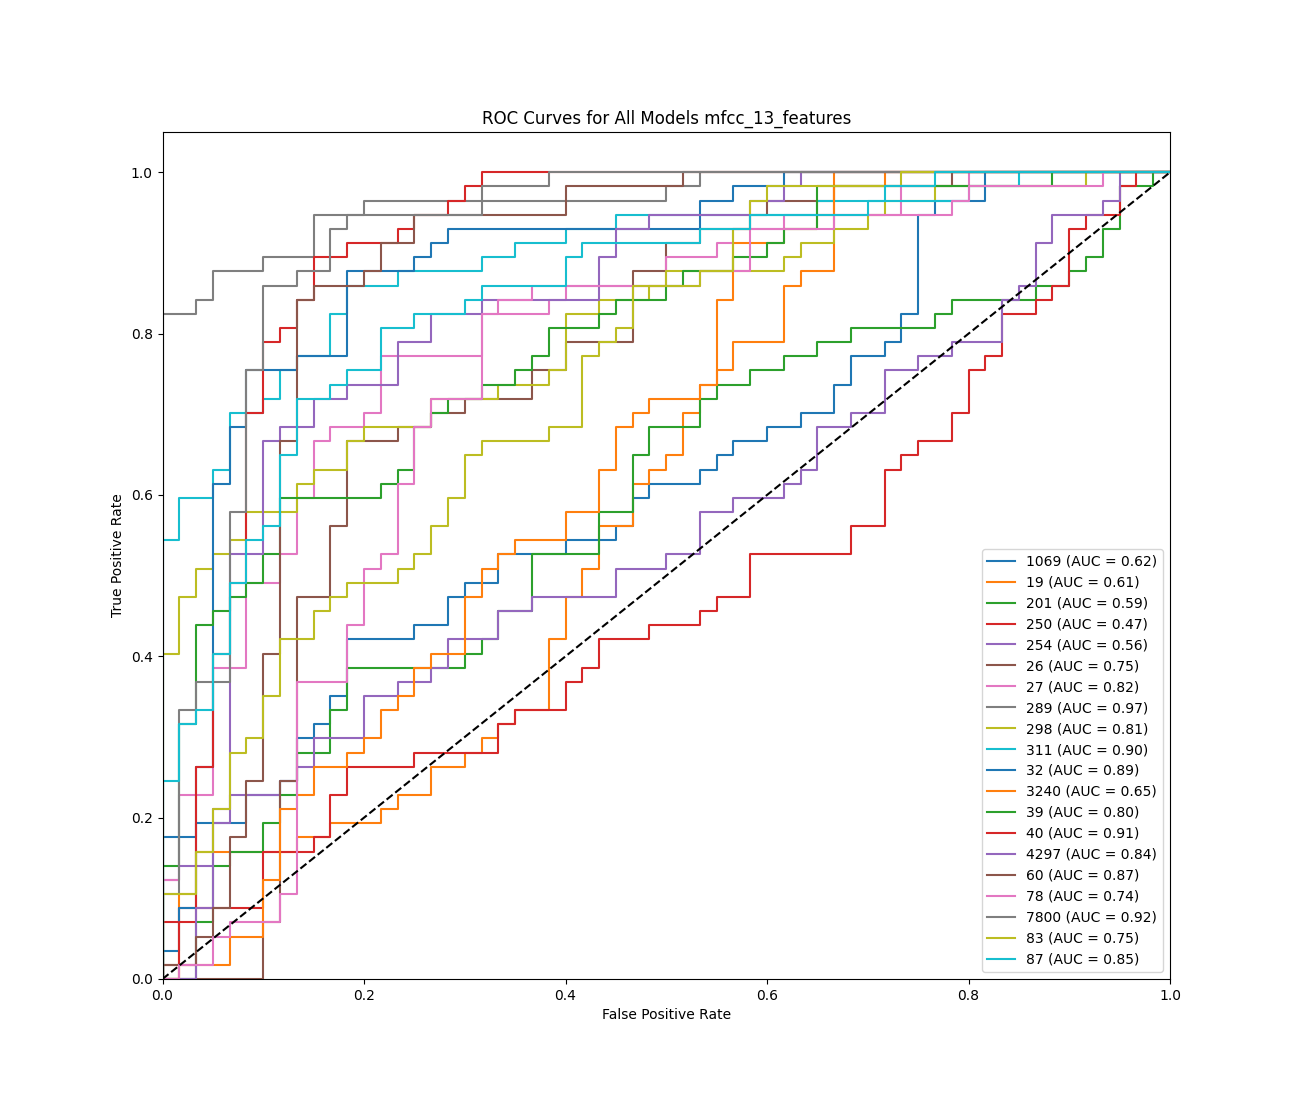 ROC Curves for All Models mfcc_13_features
1.0
0.8
0.6
0.4
0.2
0.0
True Positive Rate
0.0 0.2 0.4 0.6 0.8 1.0
False Positive Rate
1069 (AUC = 0.62)
19 (AUC = 0.61)
201 (AUC = 0.59)
250 (AUC = 0.47)
254 (AUC = 0.56)
26 (AUC = 0.75)
27 (AUC = 0.82)
289 (AUC = 0.97)
298 (AUC = 0.81)
311 (AUC = 0.90)
32 (AUC = 0.89)
3240 (AUC = 0.65)
39 (AUC = 0.80)
40 (AUC = 0.91)
4297 (AUC = 0.84)
60 (AUC = 0.87)
78 (AUC = 0.74)
7800 (AUC = 0.92)
83 (AUC = 0.75)
87 (AUC = 0.85)